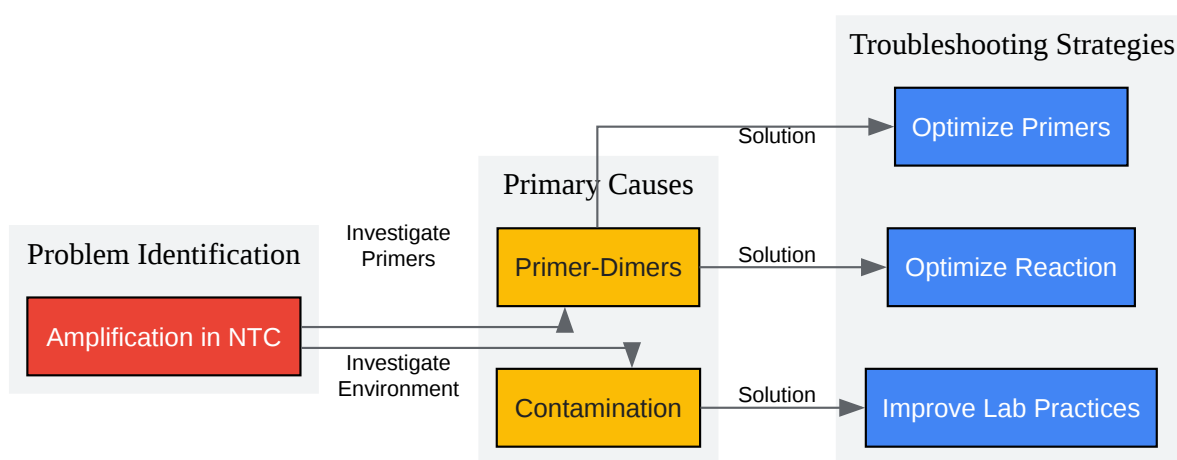 Troubleshooting Strategies
Optimize Primers
Solution
Primary Causes
Investigate
Primers
Problem Identification
Primer-Dimers
Solution
Optimize Reaction
Amplification in NTC
Investigate
Environment
Contamination
Solution
Improve Lab Practices